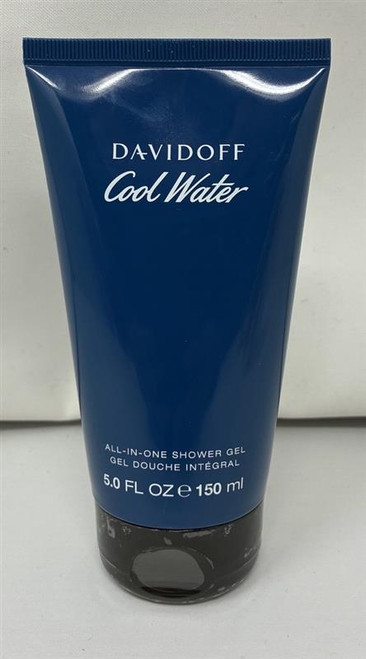 DAVIDOFF
Cool Water
ALL-IN-ONE SHOWER GEL
GEL DOUCHE INTÉGRAL
5.0 FL OZ ℮ 150 ml